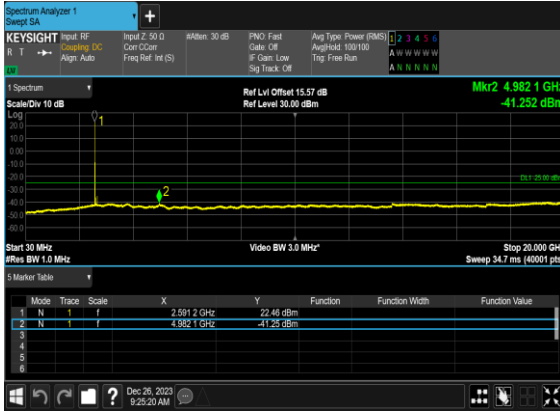 Spectrum Analyzer 1
Swept SA
+
KEYSIGHT Input: RF Input Z: 50 Ω #Atten: 30 dB PNO: Fast Avg Type: Power (RMS) 1 2 3 4 5 6
R T Coupling: DC Corr CCorr Gate: Off Avg|Hold: 100/100 A W W W W W
Align: Auto Freq Ref: Int (S) IF Gain: Low Trig: Free Run
Sig Track: Off A N N N N N
1 Spectrum Ref Lvl Offset 15.57 dB Mkr2 4.982 1 GHz
Scale/Div 10 dB Ref Level 30.00 dBm -41.252 dBm
Log
20.0
10.0
0.00
-10.0
-20.0
-30.0
-40.0
-50.0
-60.0
1
2
DL1 -25.00 dBm
Start 30 MHz Video BW 3.0 MHz* Stop 20.000 GH
#Res BW 1.0 MHz Sweep 34.7 ms (40001 pts
5 Marker Table
Mode Trace Scale X Y Function Function Width Function Value
1 N 1 f 2.591 2 GHz 22.46 dBm
2 N 1 f 4.982 1 GHz -41.25 dBm
3
4
5
6
? Dec 26, 2023
9:25:20 AM